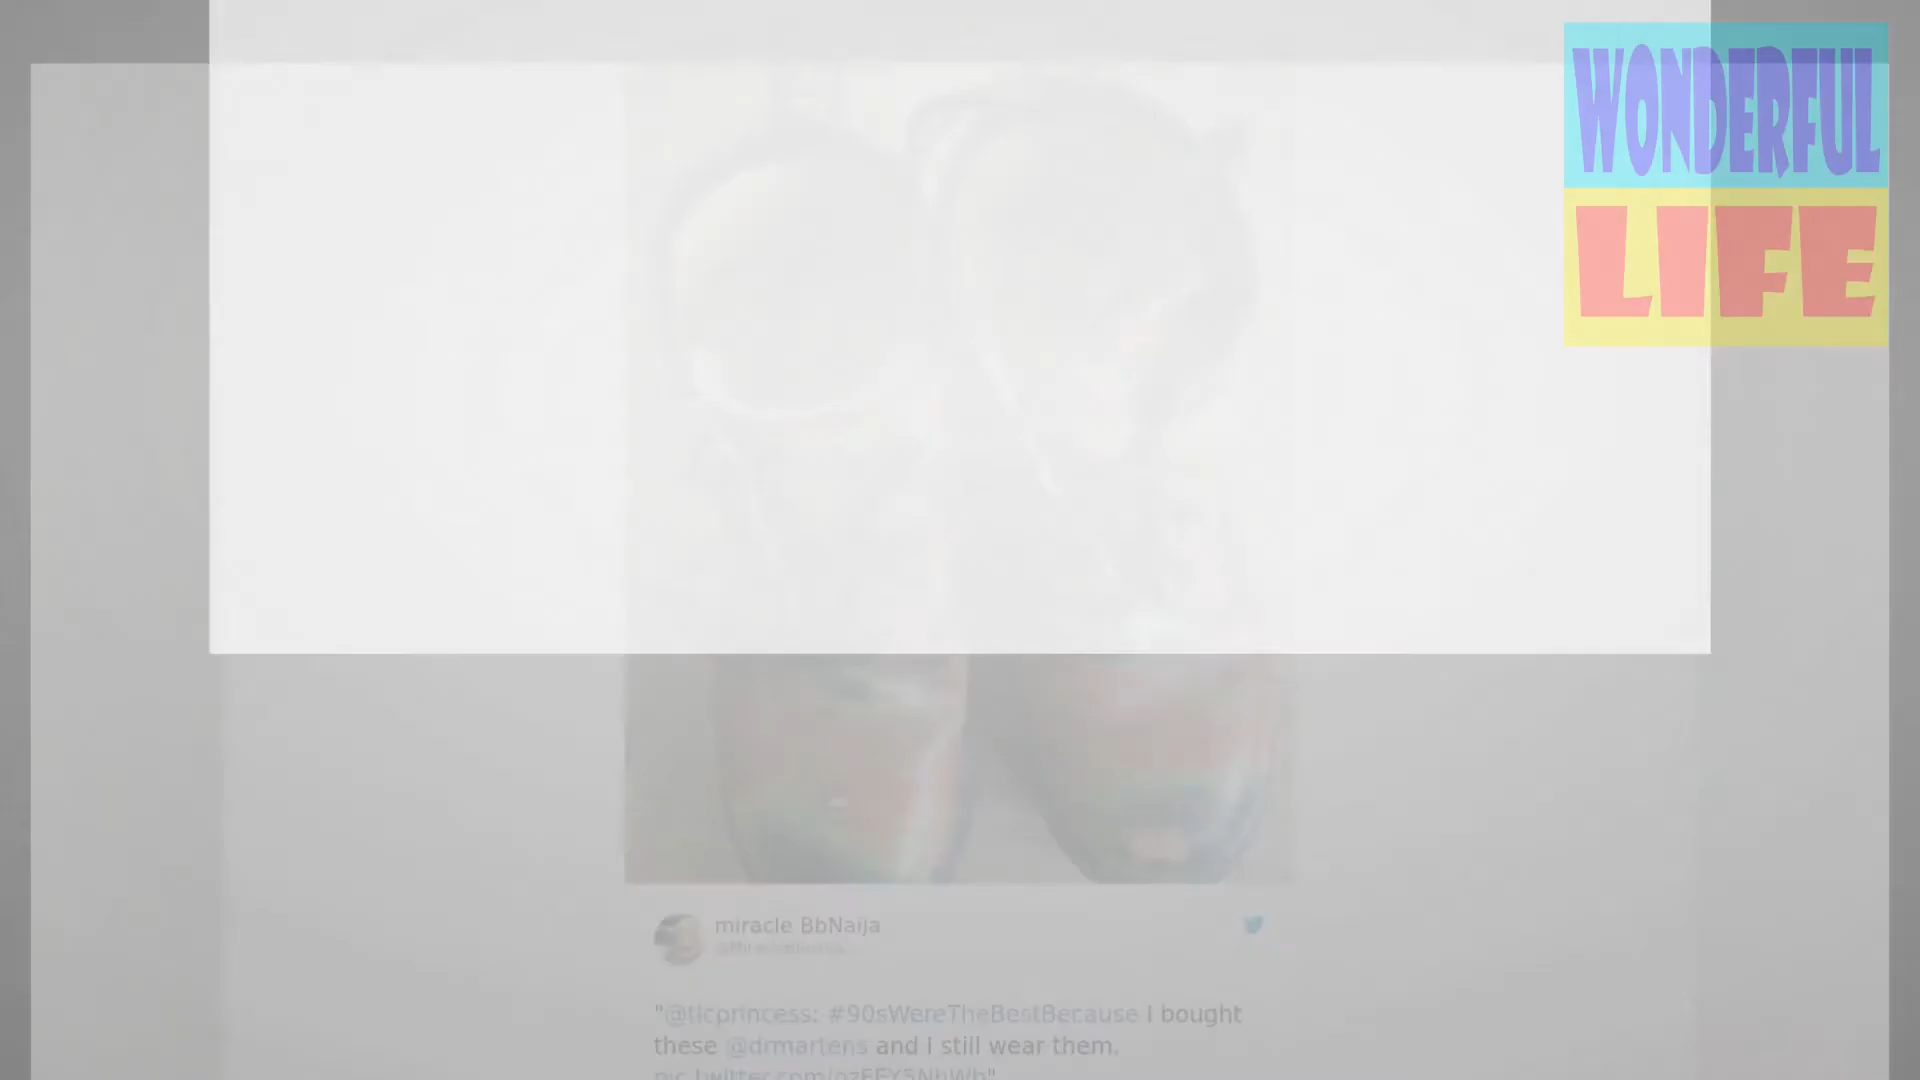 WONDERFUL
LIFE
miracle BbNaija
"@tlcprincess: #90sWereTheBestBecause I bought
these @drmartens and I still wear them.